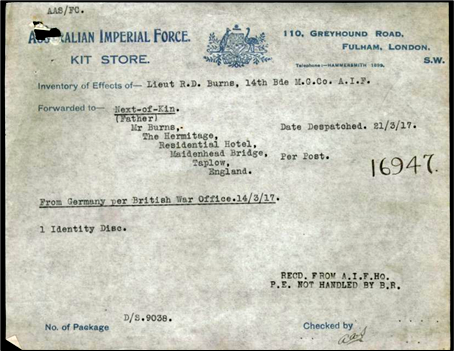 AAS/FC.
AUSTRALIAN IMPERIAL FORCE.
KIT STORE.
110, GREYHOUND ROAD,
FULHAM, LONDON.
S.W.
Telephone:—HAMMERSMITH
Inventory of Effects of— Lieut R.D. Burns, 14th Bde M.G.Co. A.I.F.
Forwarded to— Next-of-Kin.
(Father)
Mr Burns,-
The Hermitage,
Residential Hotel,
Maidenhead Bridge,
Taplow,
England.
Date Despatched. 21/3/17.
Per Post.
16947.
From Germany per British War Office.14/3/17.
1 Identity Disc.
RECD. FROM A.I.F.HQ.
P.E. NOT HANDLED BY B.R.
No. of Package D/S.9038.
Checked by